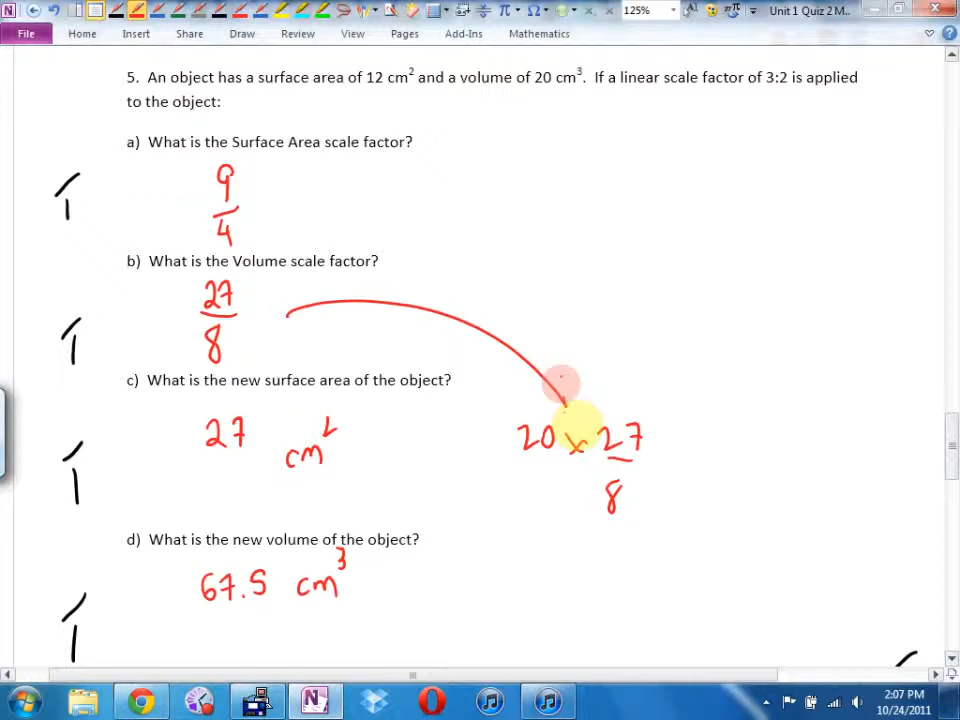 125%
Unit 1 Quiz 2 M..
File Home Insert Share Draw Review View Pages Add-Ins Mathematics
5. An object has a surface area of 12 cm² and a volume of 20 cm³. If a linear scale factor of 3:2 is applied
to the object:
a) What is the Surface Area scale factor?
1
9
4
b) What is the Volume scale factor?
27
8
1
c) What is the new surface area of the object?
27 cm²
20 x 27
8
1
d) What is the new volume of the object?
67.5 cm³
1
2:07 PM
10/24/2011